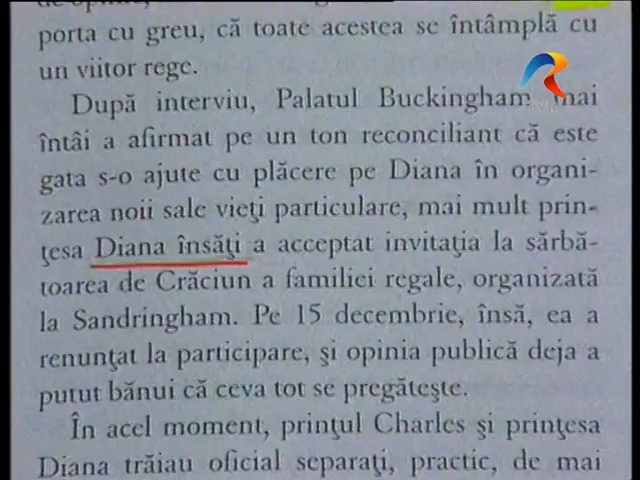 porta cu greu, că toate acestea se întâmplă cu
un viitor rege.
După interviu, Palatul Buckingham mai
întâi a afirmat pe un ton reconciliant că este
gata s-o ajute cu plăcere pe Diana în organi-
zarea noii sale vieţi particulare, mai mult prin-
ţesa Diana însăţi a acceptat invitaţia la sărbă-
toarea de Crăciun a familiei regale, organizată
la Sandringham. Pe 15 decembrie, însă, ea a
renunţat la participare, şi opinia publică deja a
putut bănui că ceva tot se pregăteşte.
În acel moment, prinţul Charles şi prinţesa
Diana trăiau oficial separaţi, practic, de mai